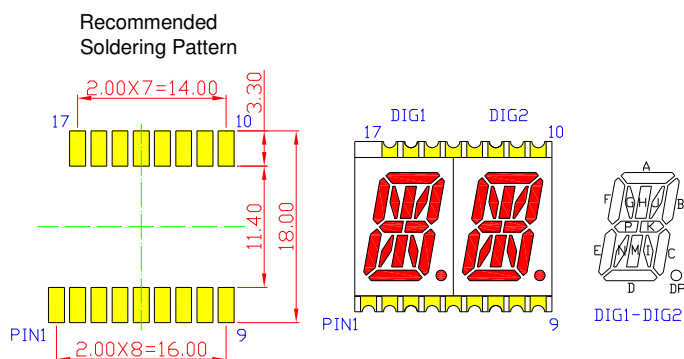 Recommended
Soldering Pattern
2.00X7=14.00
3.30
17
10
11.40
18.00
PIN1
9
2.00X8=16.00
DIG1
DIG2
17
10
PIN1
9
A
F
G
H
J
B
P
K
E
N
M
I
C
D
DP
DIG1-DIG2